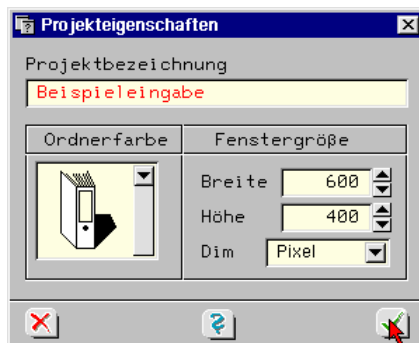 Projekteigenschaften
Projektbezeichnung
Beispieleingabe
Ordnerfarbe
Fenstergröße
Breite 600
Höhe 400
Dim Pixel